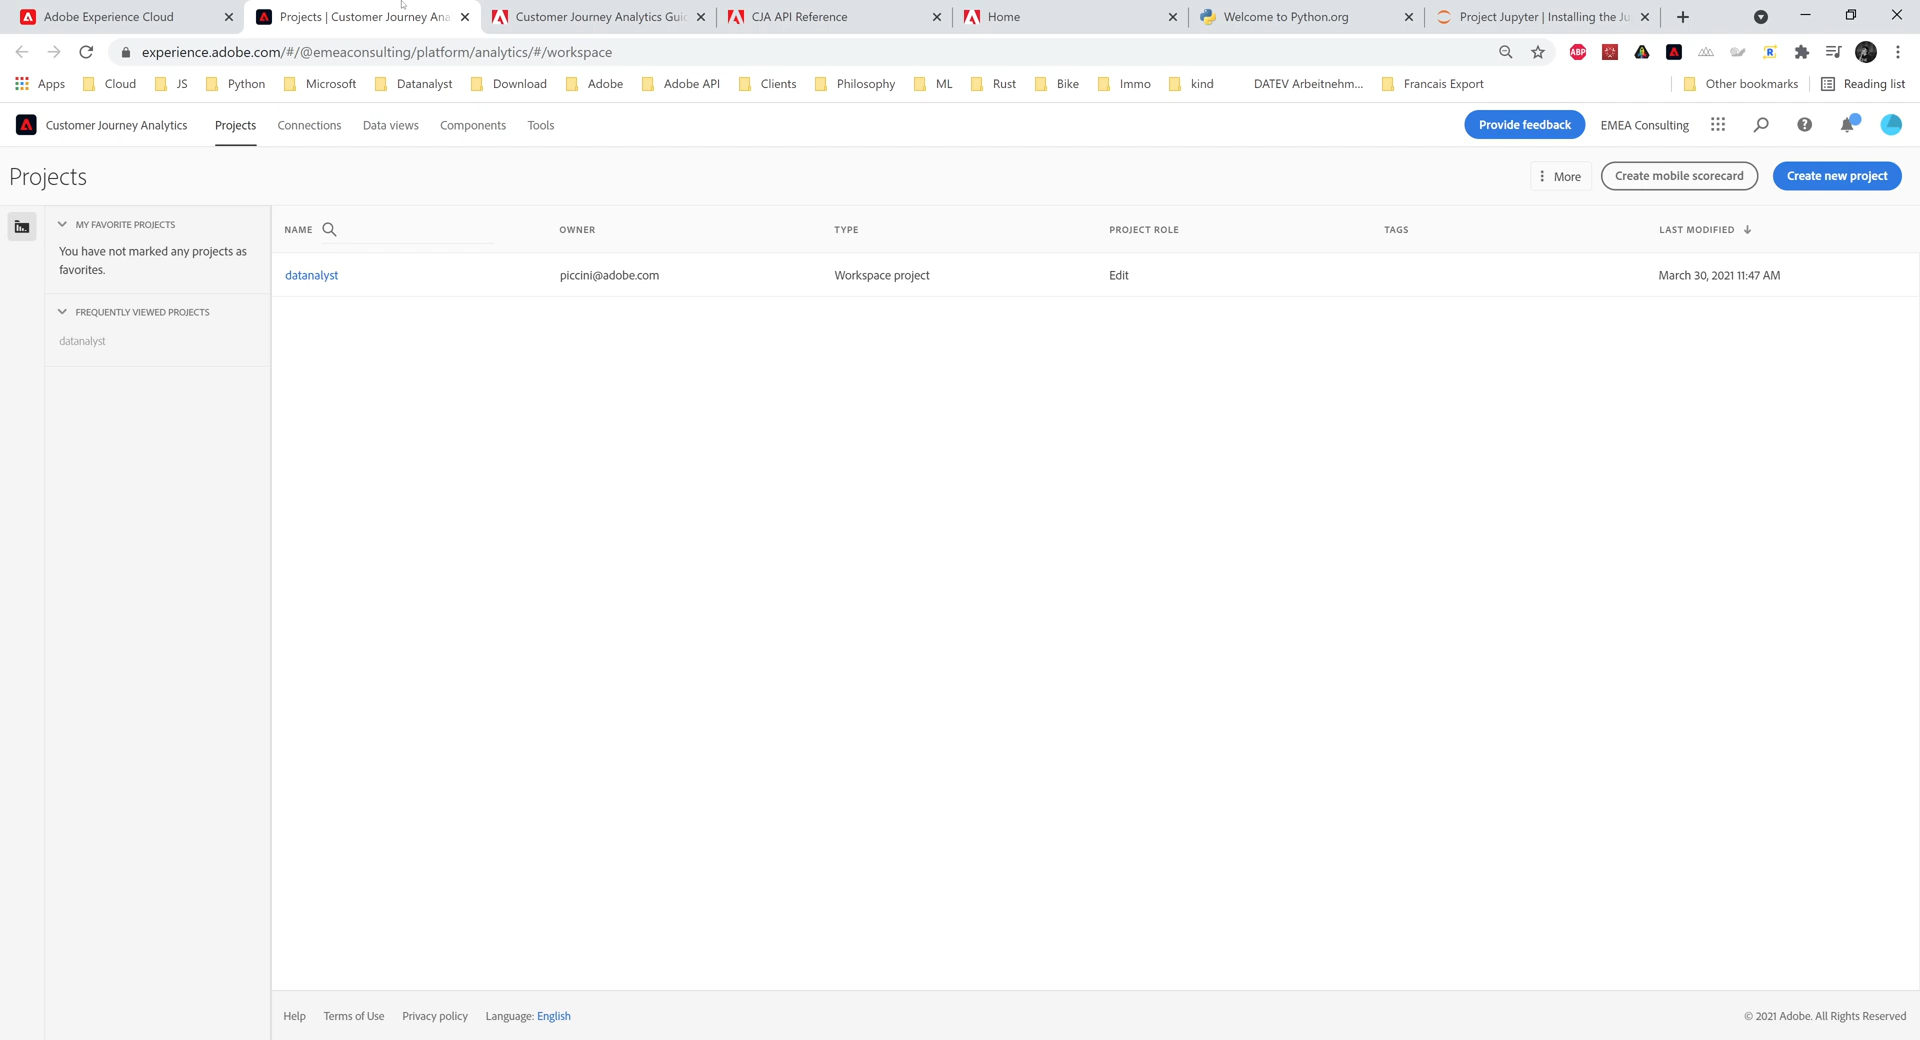 Adobe Experience Cloud
Projects | Customer Journey Ana
Customer Journey Analytics Guid
CJA API Reference
Home
Welcome to Python.org
Project Jupyter | Installing the Ju
experience.adobe.com/#/@emeaconsulting/platform/analytics/#/workspace
ABP
R
Apps
Cloud
JS
Python
Microsoft
Datanalyst
Download
Adobe
Adobe API
Clients
Philosophy
ML
Rust
Bike
Immo
kind
DATEV Arbeitnehm...
Francais Export
Other bookmarks
Reading list
Customer Journey Analytics
Projects
Connections
Data views
Components
Tools
Provide feedback
EMEA Consulting
Projects
More
Create mobile scorecard
Create new project
MY FAVORITE PROJECTS
You have not marked any projects as
favorites.
FREQUENTLY VIEWED PROJECTS
datanalyst
NAME
OWNER
TYPE
PROJECT ROLE
TAGS
LAST MODIFIED
datanalyst
piccini@adobe.com
Workspace project
Edit
March 30, 2021 11:47 AM
Help
Terms of Use
Privacy policy
Language: English
© 2021 Adobe. All Rights Reserved